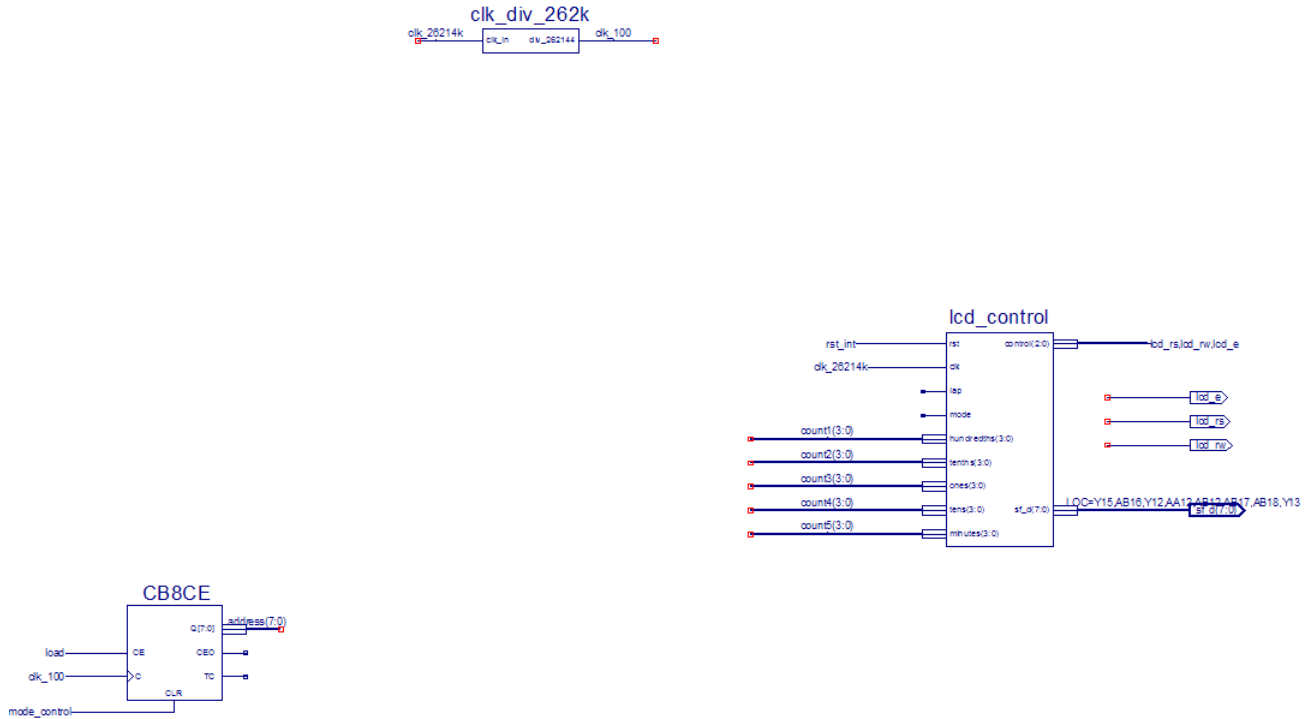 clk_div_262k
clk_26214k
clk_in
div_262144
clk_100
lcd_control
rst_int
rst
control(2:0)
lcd_rs,lcd_rw,lcd_e
clk_26214k
clk
lap
lcd_e
mode
lcd_rs
count1(3:0)
hundredths(3:0)
lcd_rw
count2(3:0)
tenths(3:0)
count3(3:0)
ones(3:0)
count4(3:0)
tens(3:0)
sf_d(7:0)
LOC=Y15,AB16,Y12,AA12,AB12,AB17,AB18,Y13
sf_d(7:0)
count5(3:0)
minutes(3:0)
CB8CE
Q[7:0]
address(7:0)
load
CE
CEO
clk_100
C
TC
CLR
mode_control